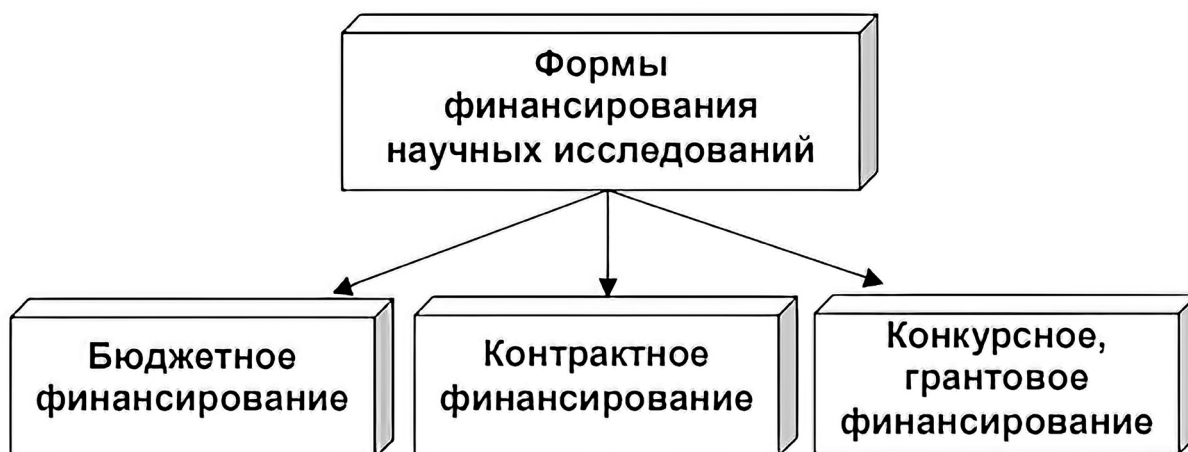 Формы
финансирования
научных исследований
Бюджетное
финансирование
Контрактное
финансирование
Конкурсное,
грантовое
финансирование